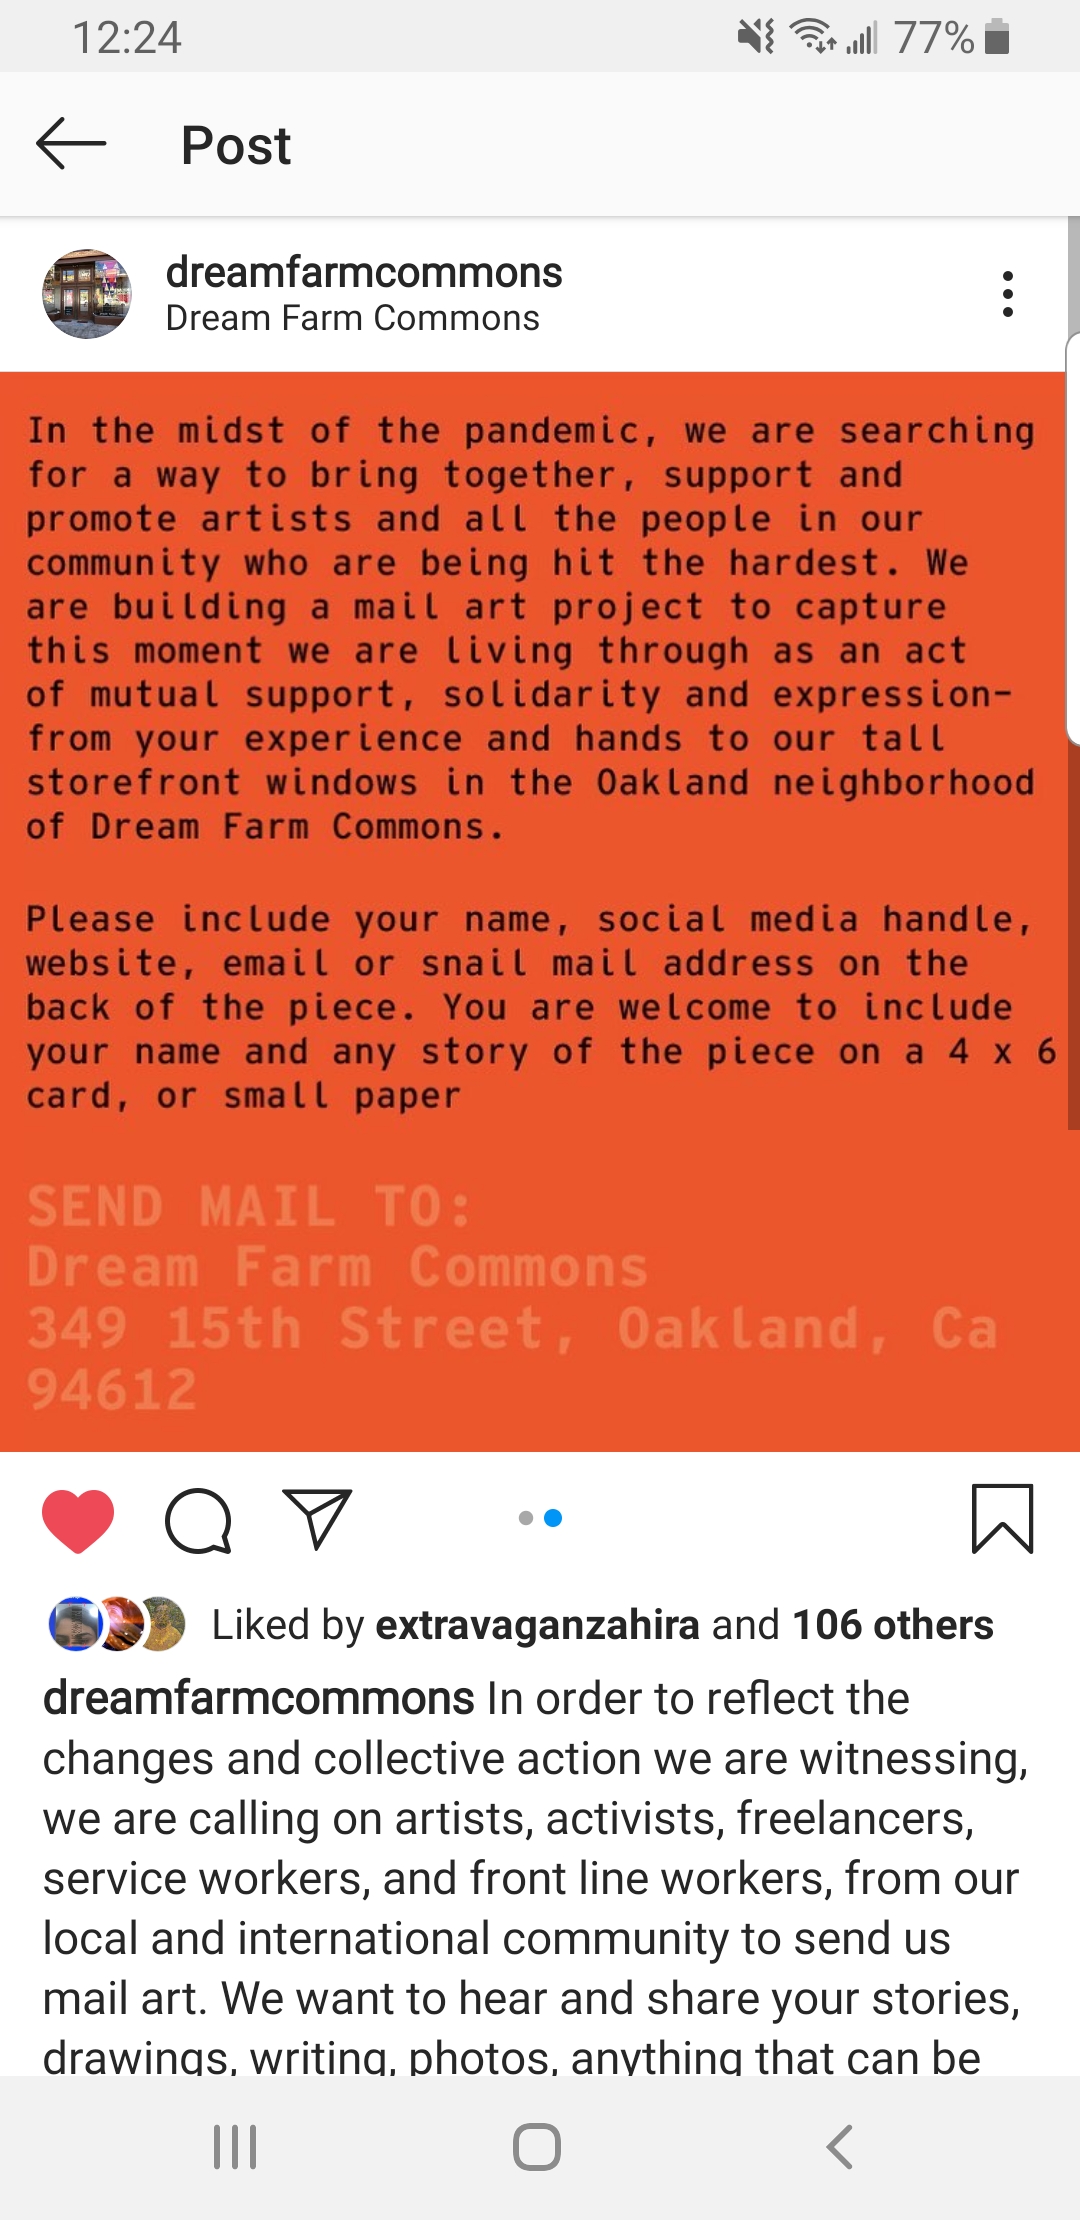 12:24
77%
Post
dreamfarmcommons
Dream Farm Commons
In the midst of the pandemic, we are searching
for a way to bring together, support and
promote artists and all the people in our
community who are being hit the hardest. We
are building a mail art project to capture
this moment we are living through as an act
of mutual support, solidarity and expression-
from your experience and hands to our tall
storefront windows in the Oakland neighborhood
of Dream Farm Commons.
Please include your name, social media handle,
website, email or snail mail address on the
back of the piece. You are welcome to include
your name and any story of the piece on a 4 x 6
card, or small paper
SEND MAIL TO:
Dream Farm Commons
349 15th Street, Oakland, Ca
94612
Liked by extravaganzahira and 106 others
dreamfarmcommons In order to reflect the
changes and collective action we are witnessing,
we are calling on artists, activists, freelancers,
service workers, and front line workers, from our
local and international community to send us
mail art. We want to hear and share your stories,
drawings, writing, photos, anything that can be